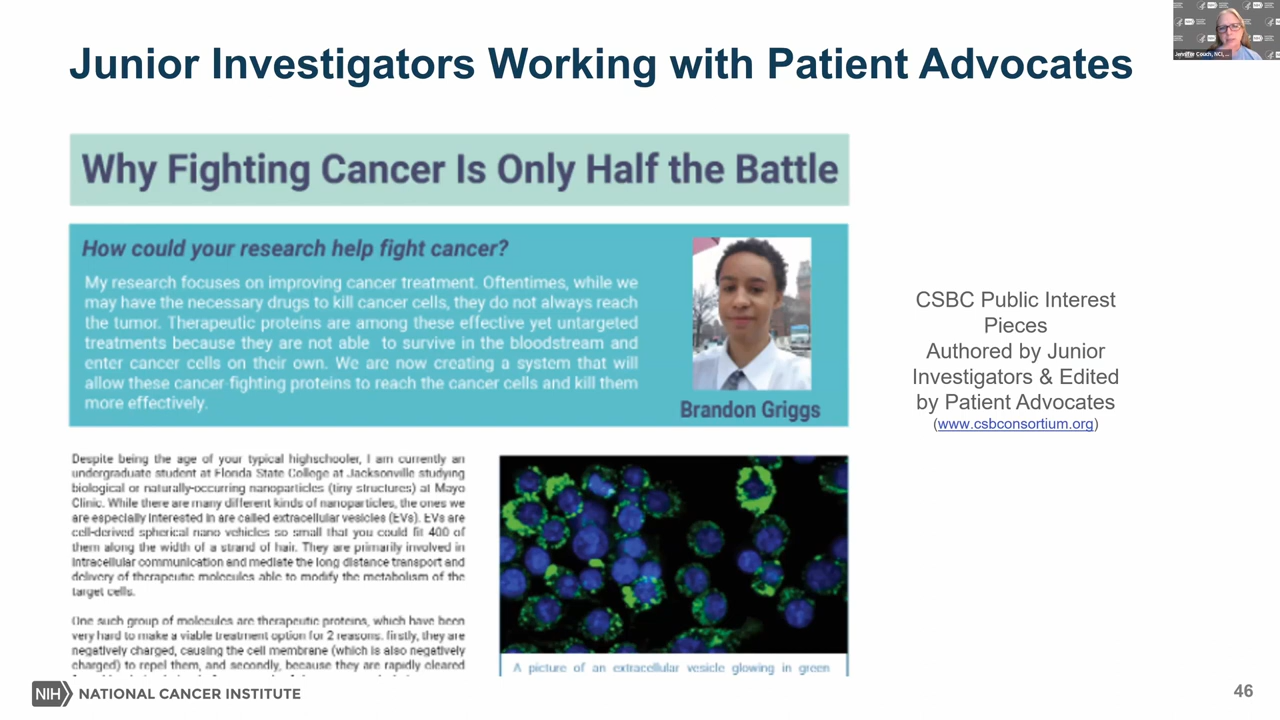 Junior Investigators Working with Patient Advocates
Jennifer Couch, NCI, ...
Why Fighting Cancer Is Only Half the Battle
How could your research help fight cancer?
My research focuses on improving cancer treatment. Oftentimes, while we
may have the necessary drugs to kill cancer cells, they do not always reach
the tumor. Therapeutic proteins are among these effective yet untargeted
treatments because they are not able to survive in the bloodstream and
enter cancer cells on their own. We are now creating a system that will
allow these cancer-fighting proteins to reach the cancer cells and kill them
more effectively.
Brandon Griggs
Despite being the age of your typical highschooler, I am currently an
undergraduate student at Florida State College at Jacksonville studying
biological or naturally-occurring nanoparticles (tiny structures) at Mayo
Clinic. While there are many different kinds of nanoparticles, the ones we
are especially interested in are called extracellular vesicles (EVs). EVs are
cell-derived spherical nano vehicles so small that you could fit 400 of
them along the width of a strand of hair. They are primarily involved in
intracellular communication and mediate the long distance transport and
delivery of therapeutic molecules able to modify the metabolism of the
target cells.
One such group of molecules are therapeutic proteins, which have been
very hard to make a viable treatment option for 2 reasons. firstly, they are
negatively charged, causing the cell membrane (which is also negatively
charged) to repel them, and secondly, because they are rapidly cleared
A picture of an extracellular vesicle glowing in green
CSBC Public Interest
Pieces
Authored by Junior
Investigators & Edited
by Patient Advocates
(www.csbconsortium.org)
NIH NATIONAL CANCER INSTITUTE
46